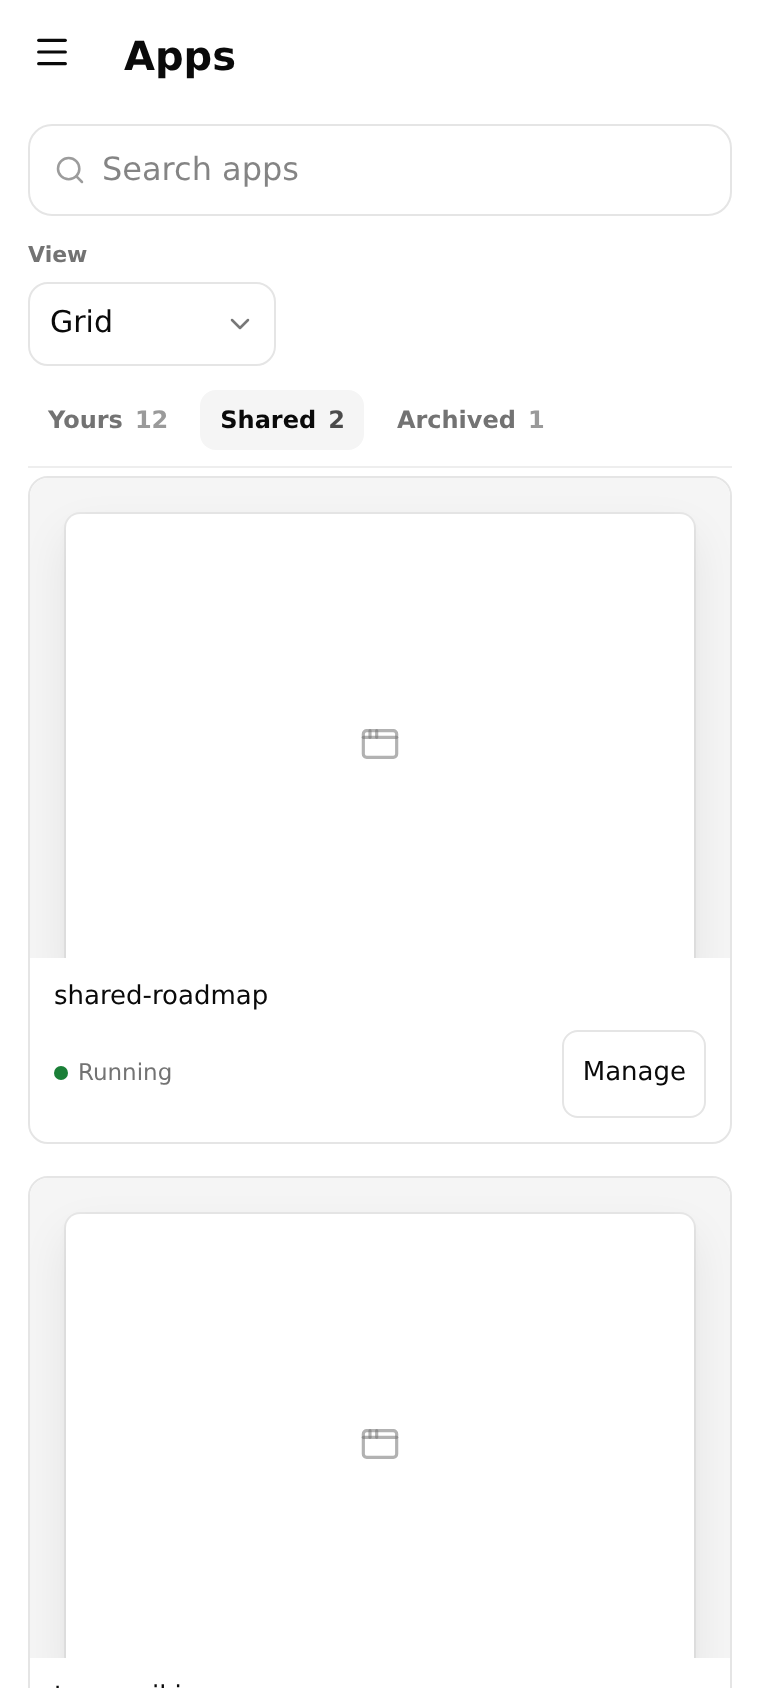 Apps
Search apps
View
Grid
Yours 12 Shared 2 Archived 1
shared-roadmap
Running
Manage